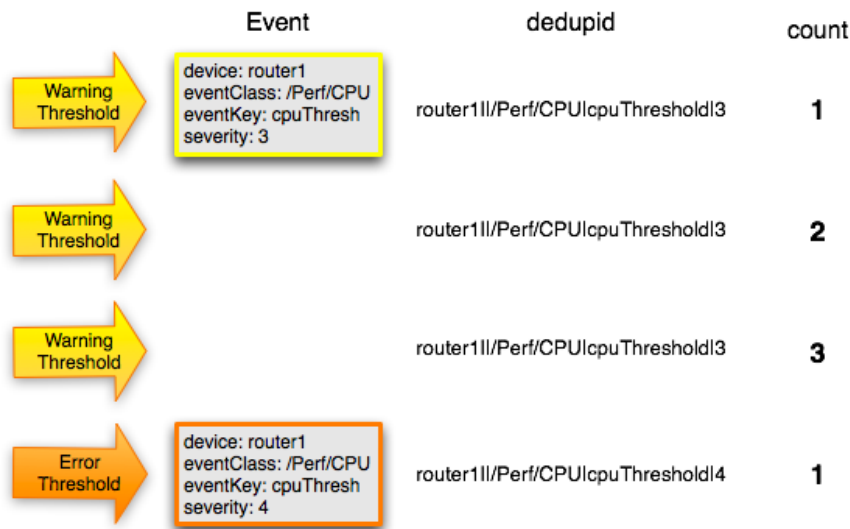 Event dedupid count
Warning
Threshold
device: router1
eventClass: /Perf/CPU
eventKey: cpuThresh
severity: 3
router1||/Perf/CPU|cpuThreshold|3
1
Warning
Threshold
router1||/Perf/CPU|cpuThreshold|3
2
Warning
Threshold
router1||/Perf/CPU|cpuThreshold|3
3
Error
Threshold
device: router1
eventClass: /Perf/CPU
eventKey: cpuThresh
severity: 4
router1||/Perf/CPU|cpuThreshold|4
1